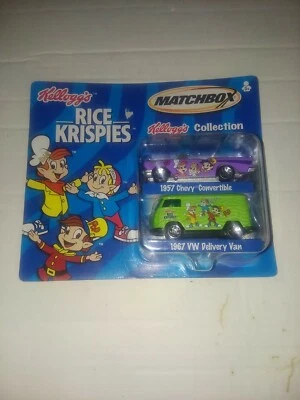 Kellogg's
RICE
KRISPIES
MATCHBOX
Kellogg's Collection
1957 Chevy Convertible
1967 VW Delivery Van